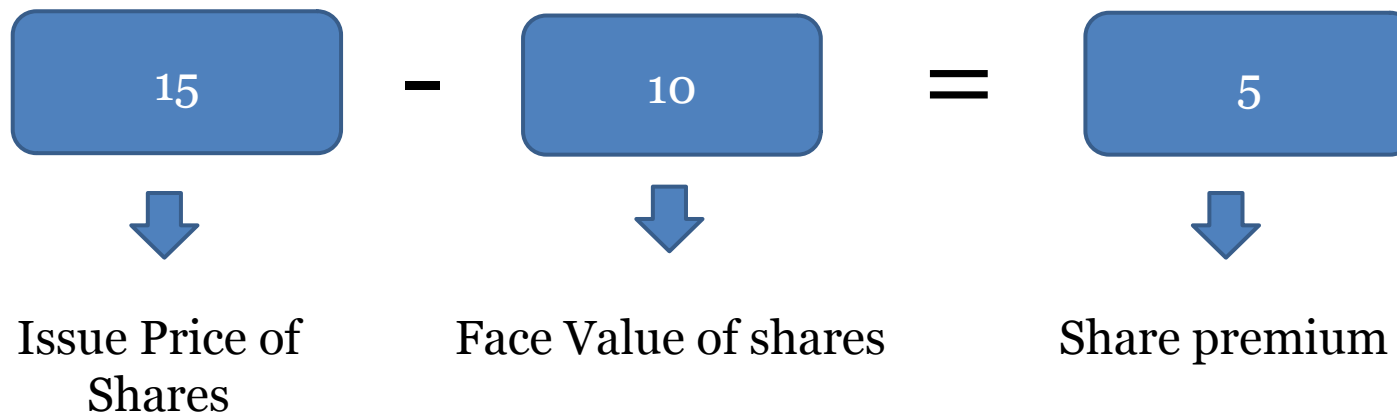 15 - 10 = 5
Issue Price of
Shares
Face Value of shares
Share premium